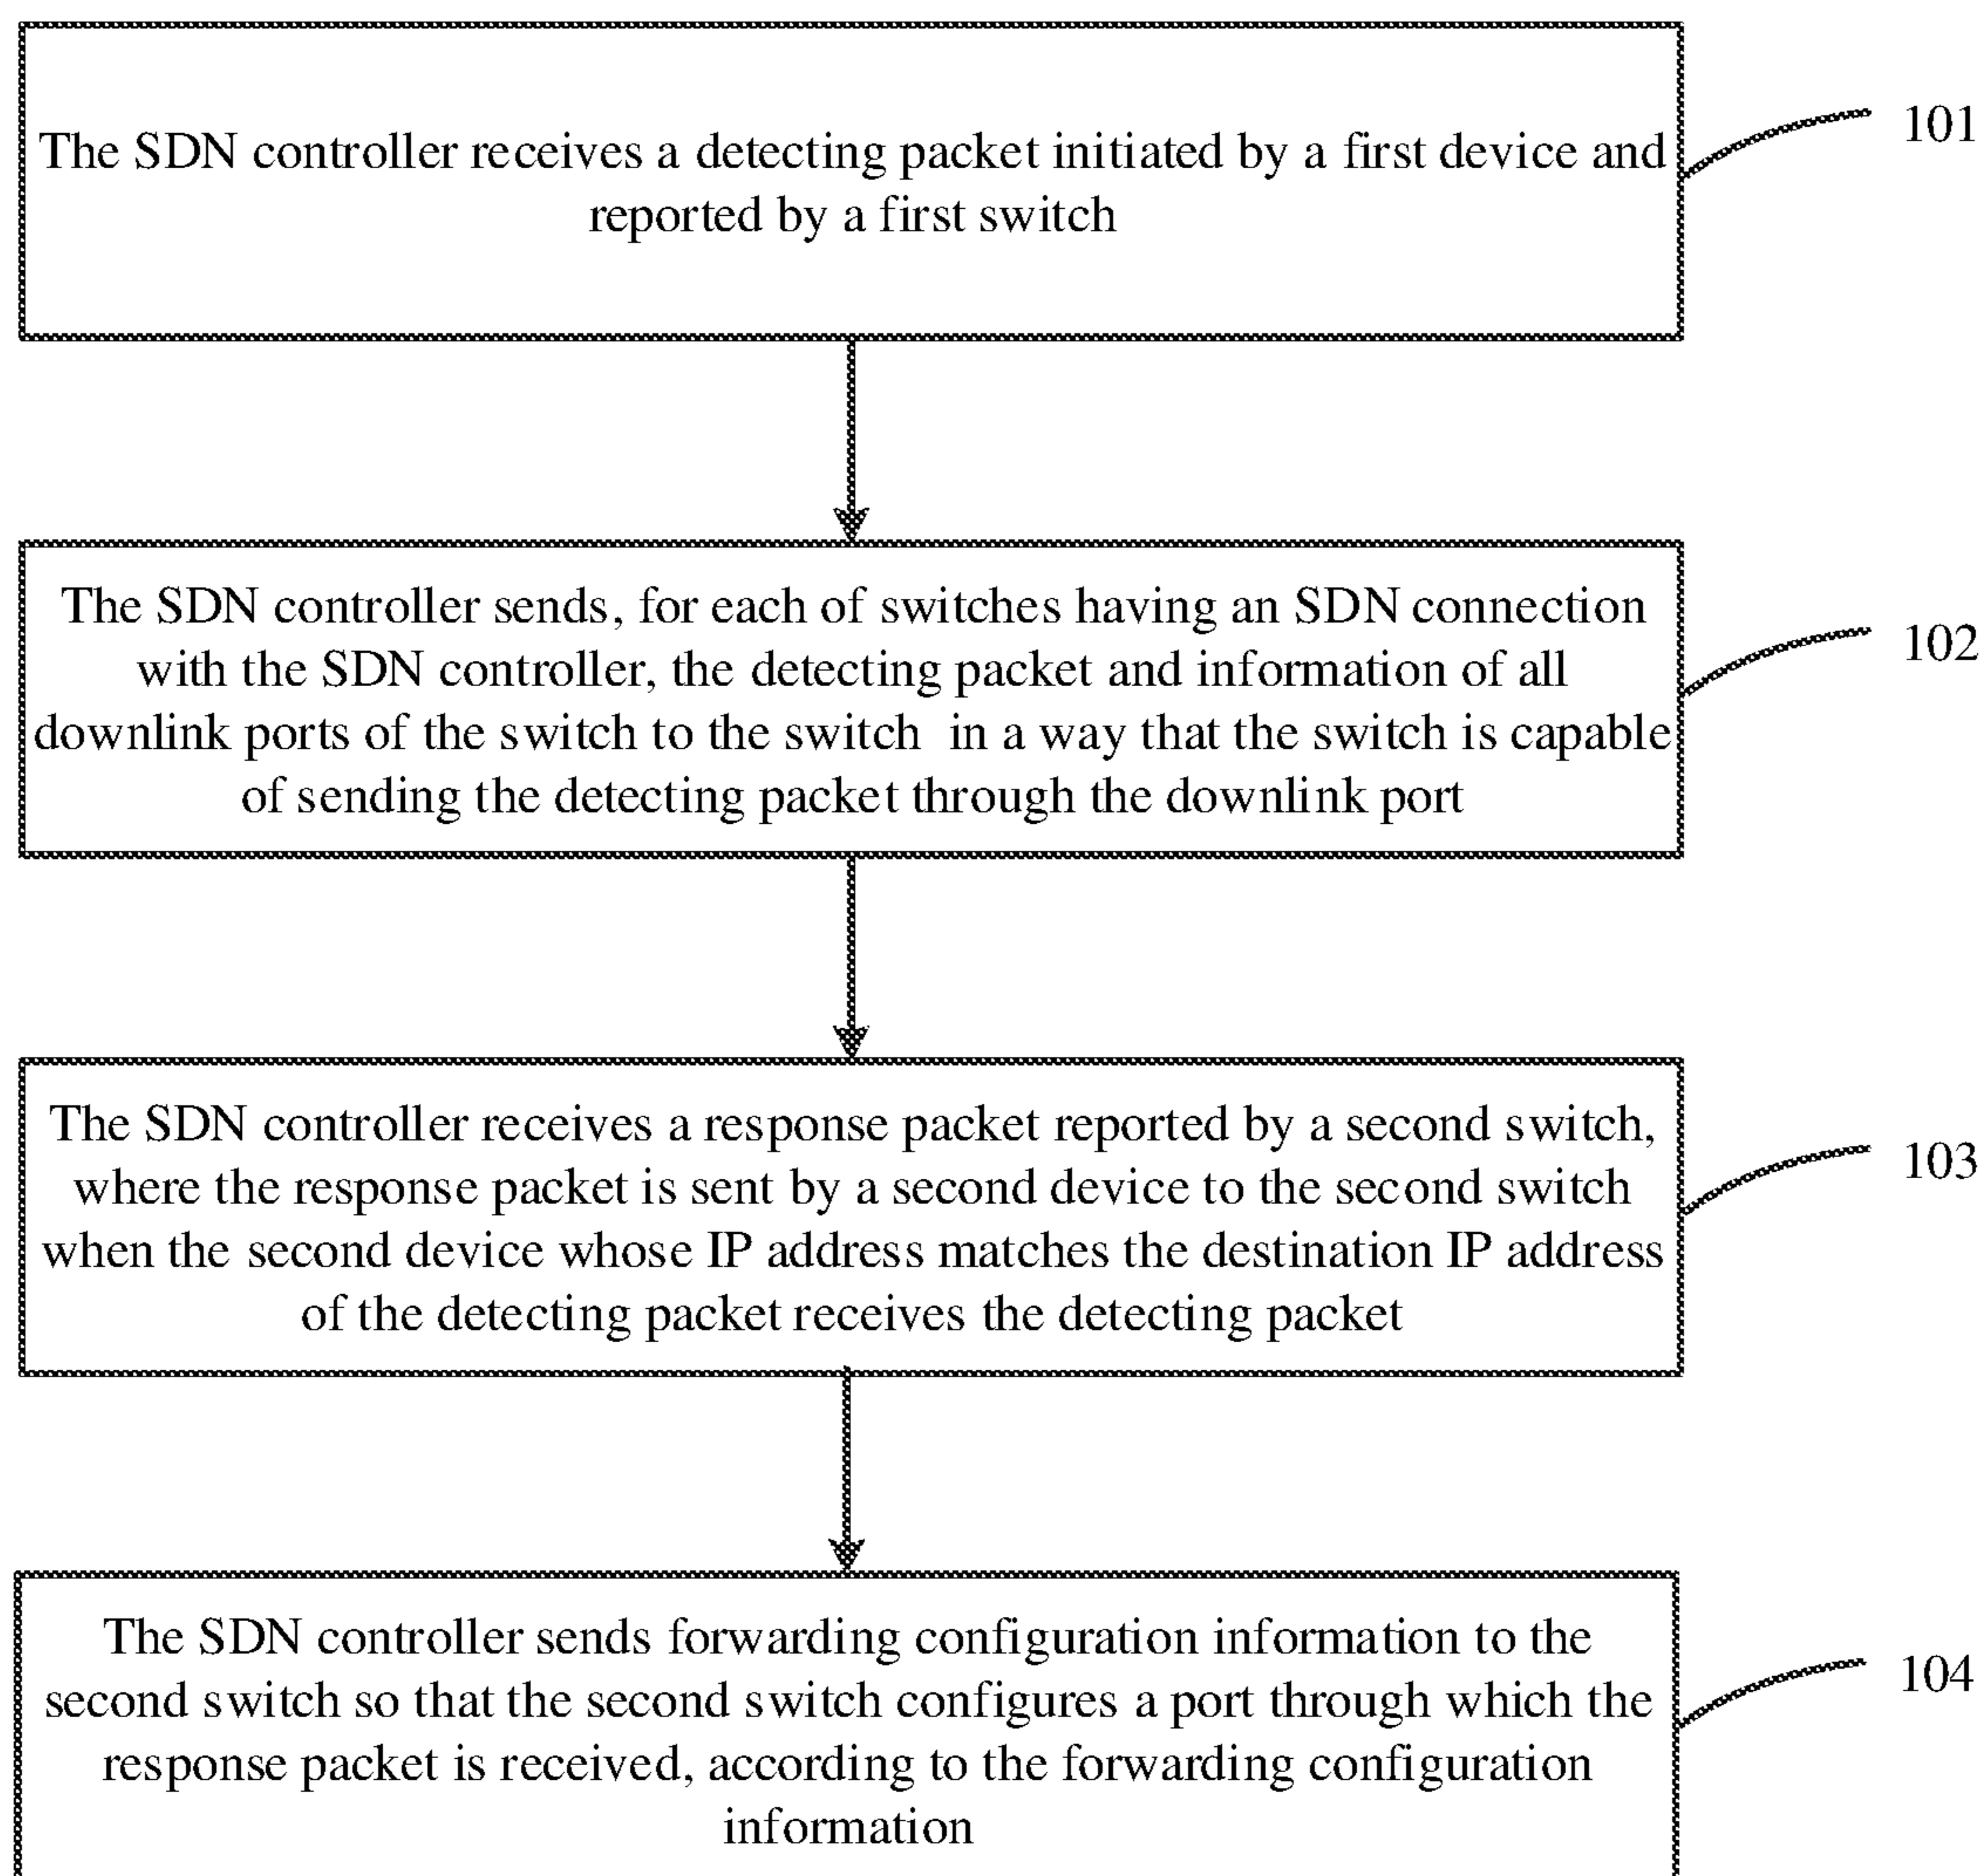 The SDN controller receives a detecting packet initiated by a first device and
reported by a first switch
101
The SDN controller sends, for each of switches having an SDN connection
with the SDN controller, the detecting packet and information of all
downlink ports of the switch to the switch in a way that the switch is capable
of sending the detecting packet through the downlink port
102
The SDN controller receives a response packet reported by a second switch,
where the response packet is sent by a second device to the second switch
when the second device whose IP address matches the destination IP address
of the detecting packet receives the detecting packet
103
The SDN controller sends forwarding configuration information to the
second switch so that the second switch configures a port through which the
response packet is received, according to the forwarding configuration
information
104